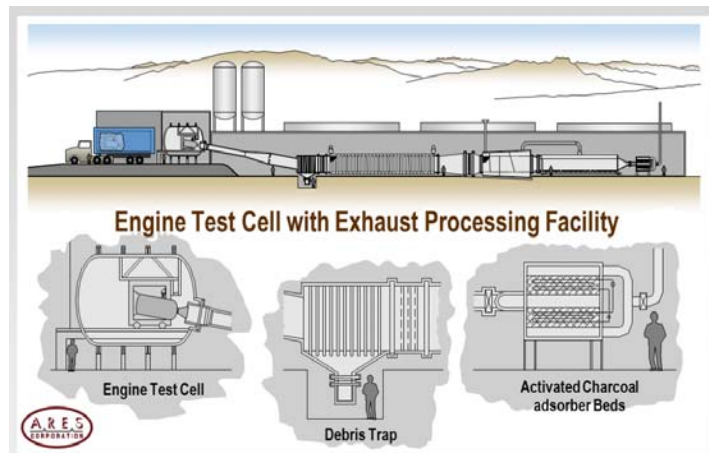 Engine Test Cell with Exhaust Processing Facility
Engine Test Cell
Debris Trap
Activated Charcoal
adsorber Beds
A.R.E.S
CORPORATION